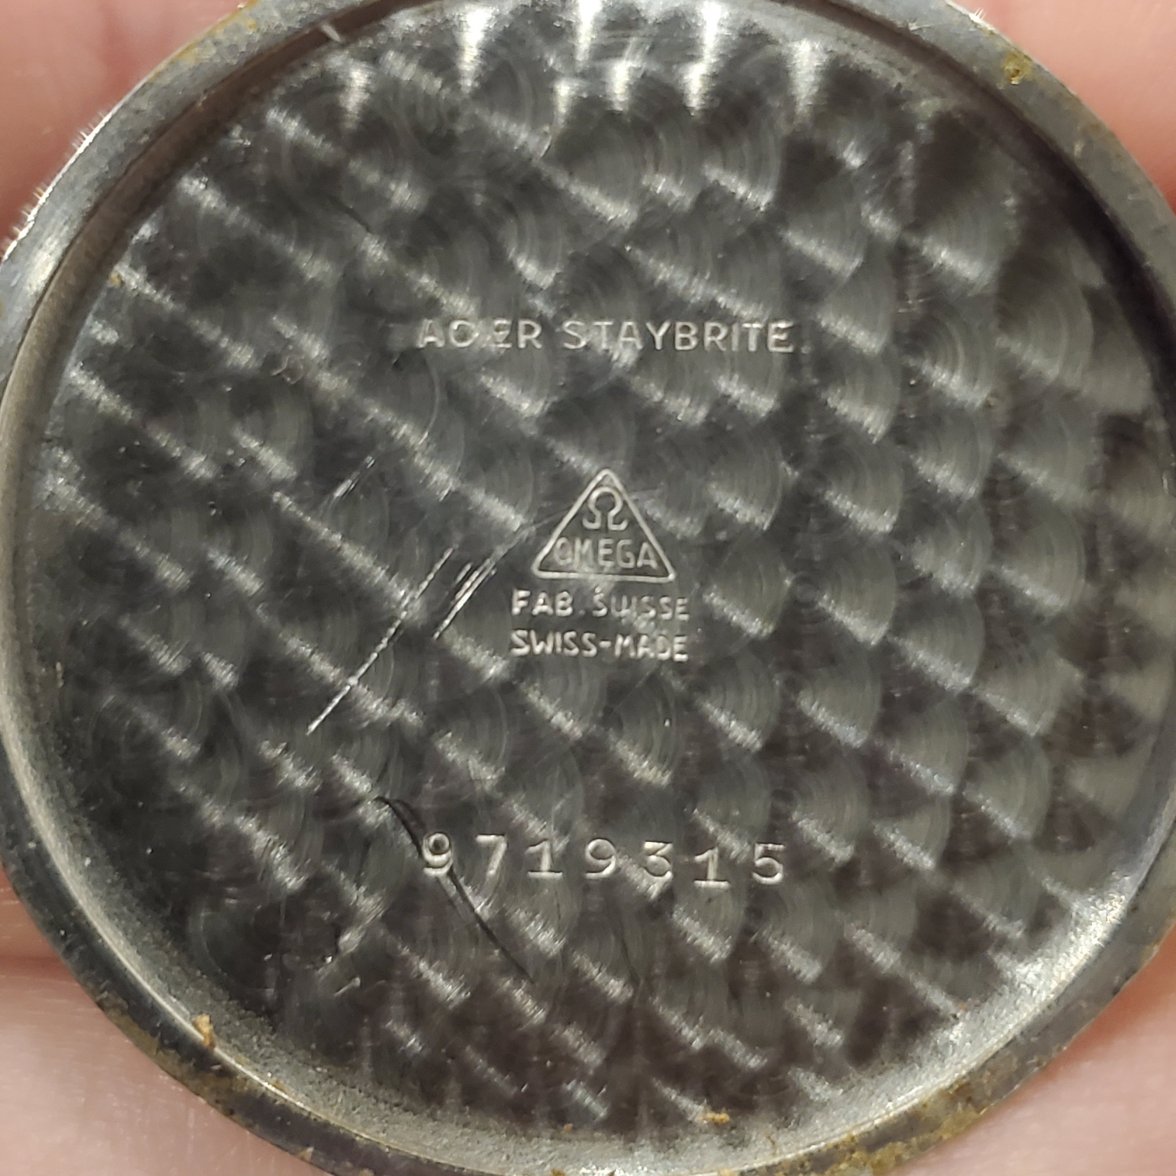 ACIER STAYBRITE
Ω
OMEGA
FAB. SUISSE
SWISS-MADE
9719315